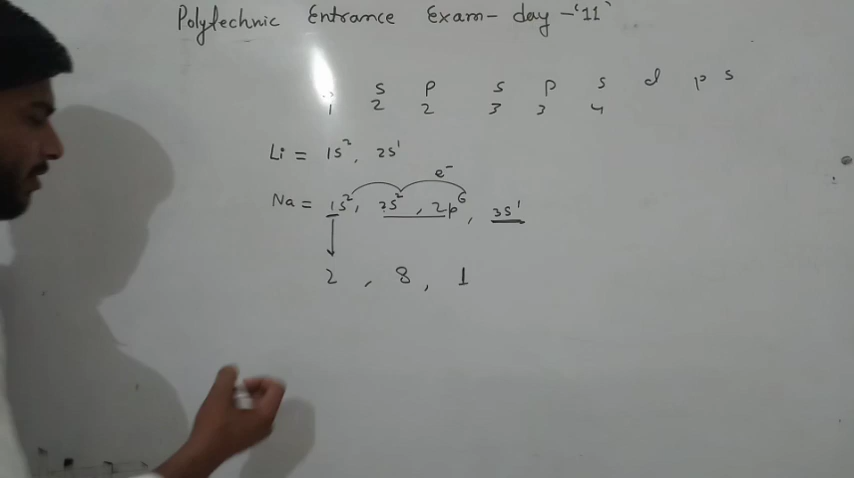 Polytechnic Entrance Exam- day -'11'
s p s p s d p s
1 2 2 3 3 4
Li = 1s², 2s¹
e⁻
Na = 1s², 2s², 2p⁶, 3s¹
2, 8, 1